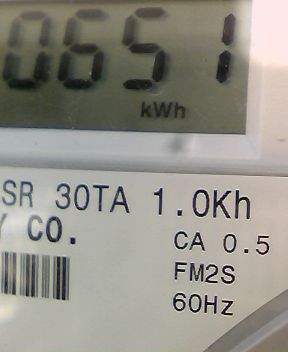 0651
kWh
SR 30TA 1.0Kh
Y CO.
CA 0.5
FM2S
60Hz